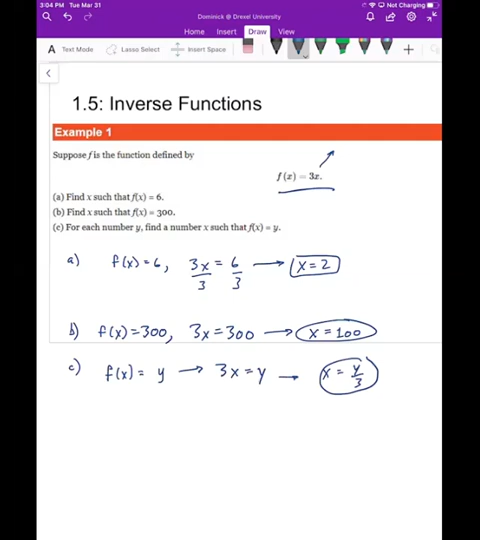 3:04 PM Tue Mar 31
Not Charging
Dominick @ Drexel University
Home Insert Draw View
A Text Mode Lasso Select Insert Space
1.5: Inverse Functions
Example 1
Suppose f is the function defined by
f(x) = 3x.
(a) Find x such that f(x) = 6.
(b) Find x such that f(x) = 300.
(c) For each number y, find a number x such that f(x) = y.
a) f(x)=6, 3x/3 = 6/3 → x=2
b) f(x)=300, 3x=300 → x=100
c) f(x)= y → 3x=y → x = y/3